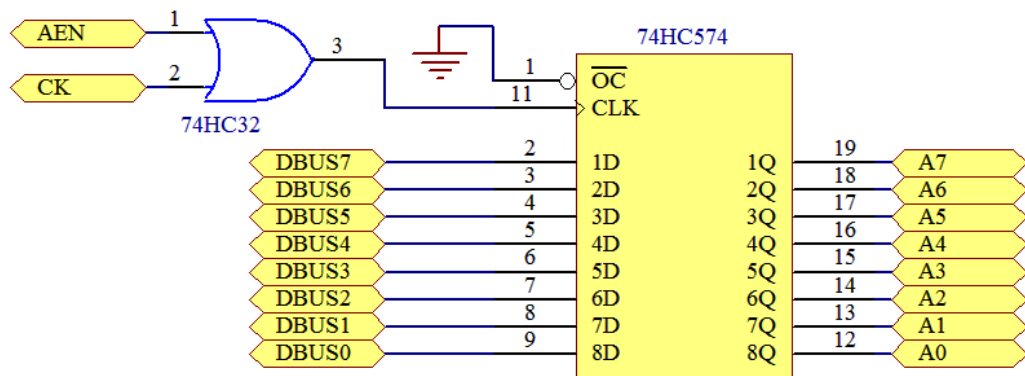 AEN 1
3
CK 2
74HC32
74HC574
1 OC
11 CLK
DBUS7 2 1D 1Q 19 A7
DBUS6 3 2D 2Q 18 A6
DBUS5 4 3D 3Q 17 A5
DBUS4 5 4D 4Q 16 A4
DBUS3 6 5D 5Q 15 A3
DBUS2 7 6D 6Q 14 A2
DBUS1 8 7D 7Q 13 A1
DBUS0 9 8D 8Q 12 A0